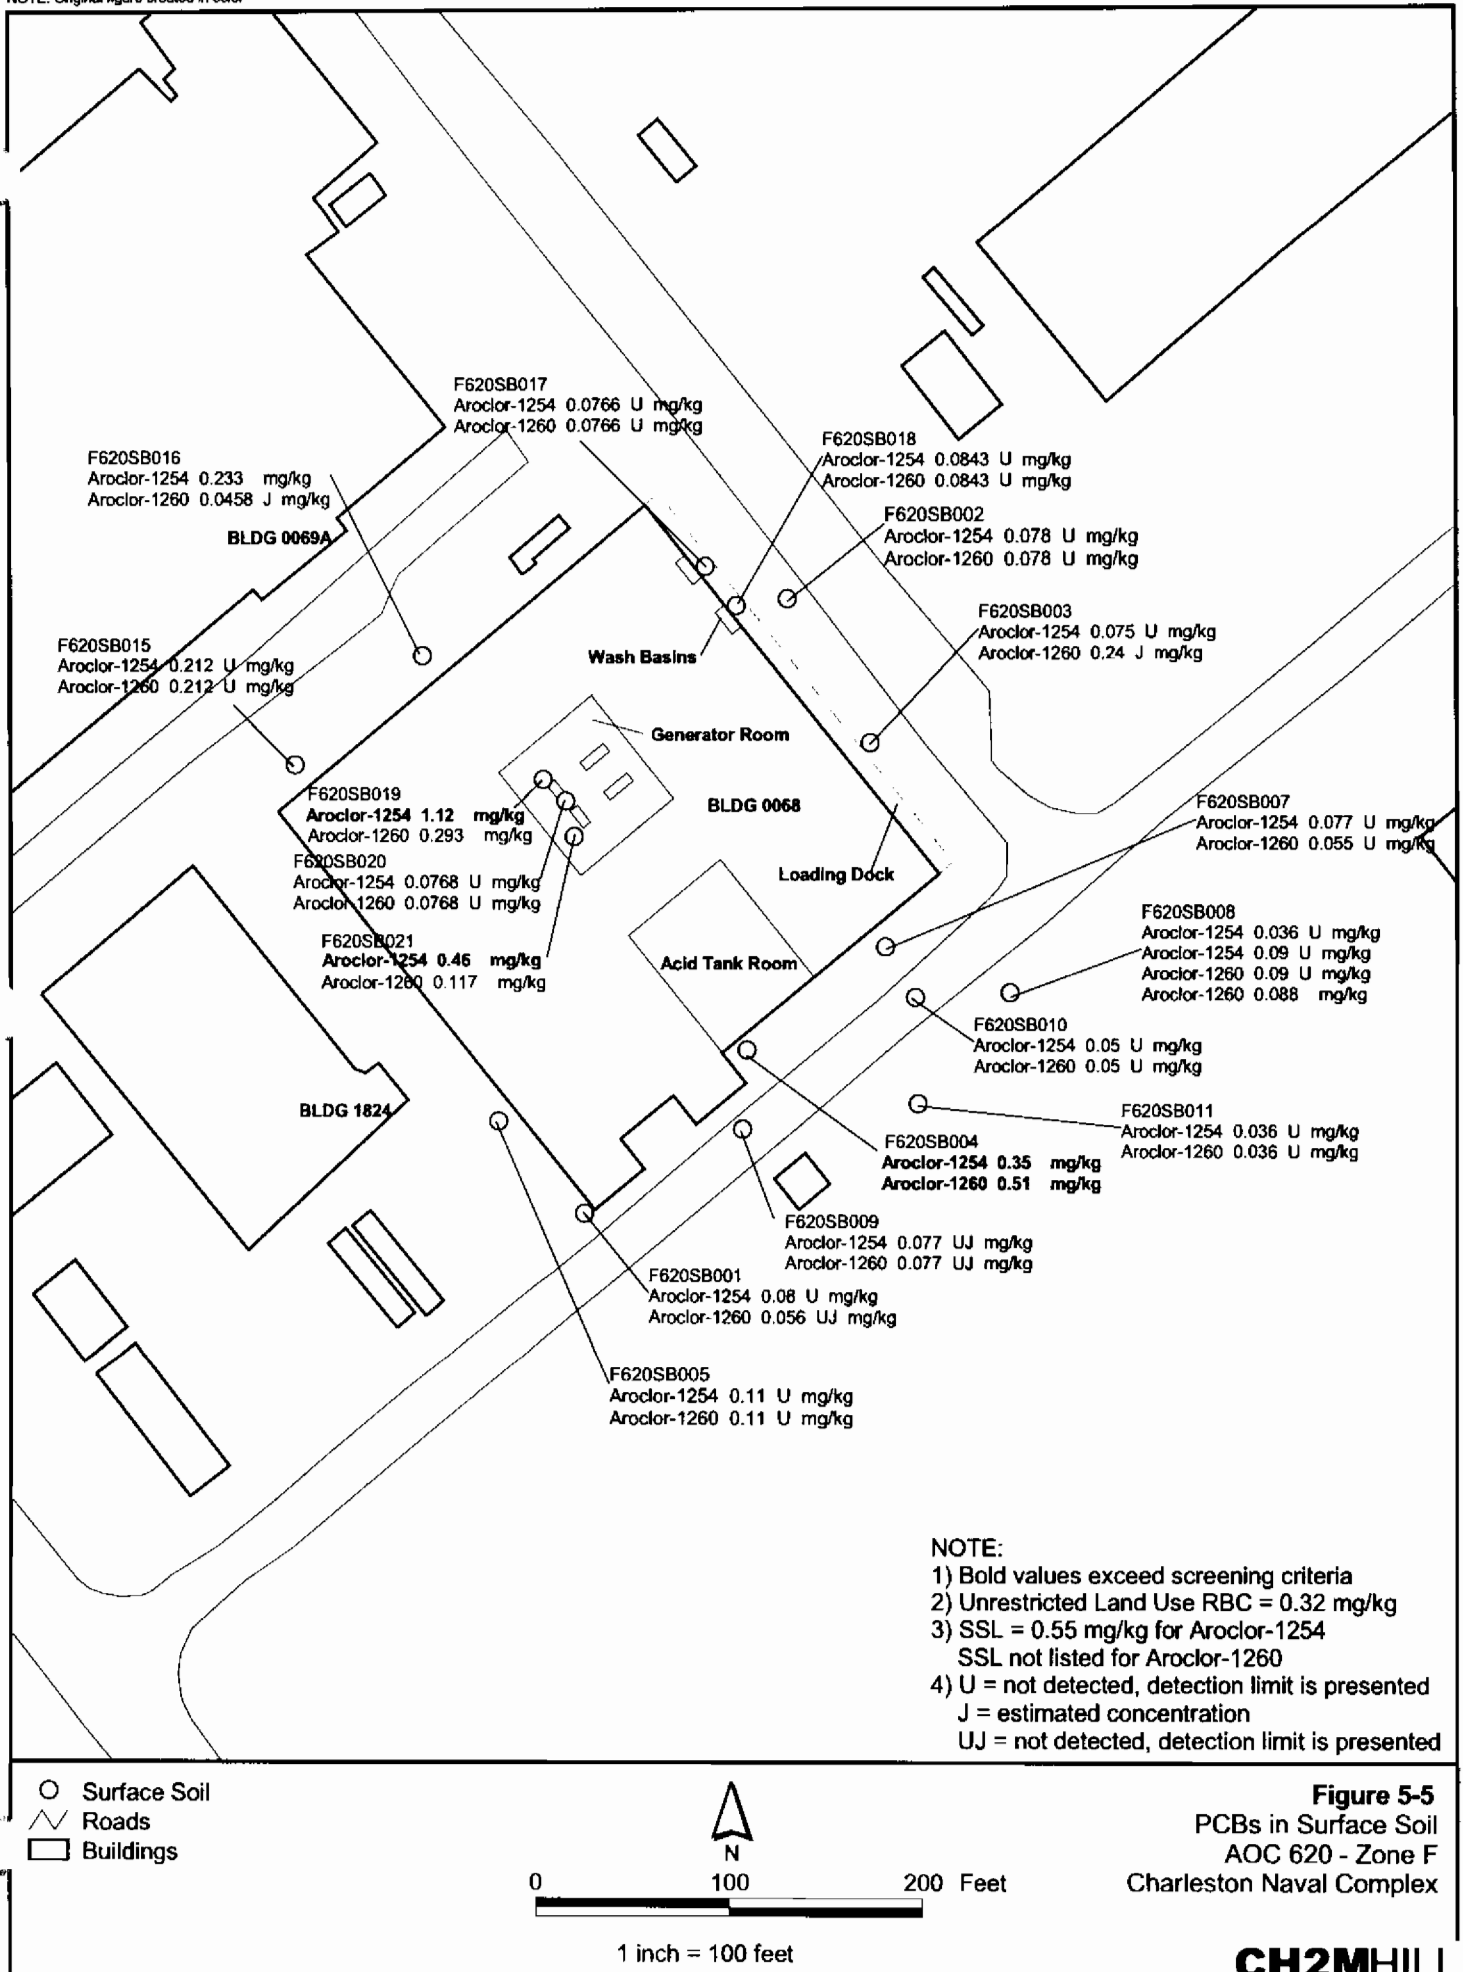 NOTE: Original figure created in color
F620SB017
Aroclor-1254 0.0766 U mg/kg
Aroclor-1260 0.0766 U mg/kg
F620SB018
Aroclor-1254 0.0843 U mg/kg
Aroclor-1260 0.0843 U mg/kg
F620SB016
Aroclor-1254 0.233 mg/kg
Aroclor-1260 0.0458 J mg/kg
BLDG 0069A
F620SB002
Aroclor-1254 0.078 U mg/kg
Aroclor-1260 0.078 U mg/kg
F620SB003
Aroclor-1254 0.075 U mg/kg
Aroclor-1260 0.24 J mg/kg
F620SB015
Aroclor-1254 0.212 U mg/kg
Aroclor-1260 0.212 U mg/kg
Wash Basins
Generator Room
BLDG 0068
F620SB019
Aroclor-1254 1.12 mg/kg
Aroclor-1260 0.293 mg/kg
F620SB020
Aroclor-1254 0.0768 U mg/kg
Aroclor-1260 0.0768 U mg/kg
F620SB021
Aroclor-1254 0.46 mg/kg
Aroclor-1260 0.117 mg/kg
F620SB007
Aroclor-1254 0.077 U mg/kg
Aroclor-1260 0.055 U mg/kg
Loading Dock
Acid Tank Room
F620SB008
Aroclor-1254 0.036 U mg/kg
Aroclor-1254 0.09 U mg/kg
Aroclor-1260 0.09 U mg/kg
Aroclor-1260 0.088 mg/kg
F620SB010
Aroclor-1254 0.05 U mg/kg
Aroclor-1260 0.05 U mg/kg
BLDG 1824
F620SB011
Aroclor-1254 0.036 U mg/kg
Aroclor-1260 0.036 U mg/kg
F620SB004
Aroclor-1254 0.35 mg/kg
Aroclor-1260 0.51 mg/kg
F620SB009
Aroclor-1254 0.077 UJ mg/kg
Aroclor-1260 0.077 UJ mg/kg
F620SB001
Aroclor-1254 0.08 U mg/kg
Aroclor-1260 0.056 UJ mg/kg
F620SB005
Aroclor-1254 0.11 U mg/kg
Aroclor-1260 0.11 U mg/kg
NOTE:
1) Bold values exceed screening criteria
2) Unrestricted Land Use RBC = 0.32 mg/kg
3) SSL = 0.55 mg/kg for Aroclor-1254
SSL not listed for Aroclor-1260
4) U = not detected, detection limit is presented
J = estimated concentration
UJ = not detected, detection limit is presented
Surface Soil
Roads
Buildings
N
0 100 200 Feet
1 inch = 100 feet
Figure 5-5
PCBs in Surface Soil
AOC 620 - Zone F
Charleston Naval Complex
CH2MHILL